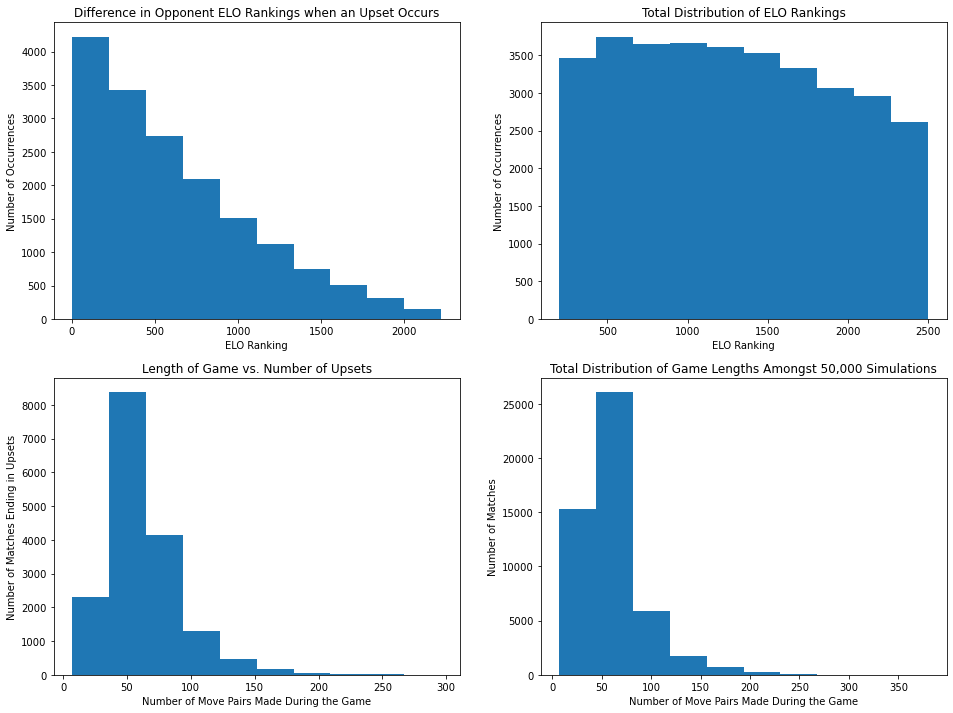 Difference in Opponent ELO Rankings when an Upset Occurs
Number of Occurrences
4000
3500
3000
2500
2000
1500
1000
500
0
0 500 1000 1500 2000
ELO Ranking
Total Distribution of ELO Rankings
Number of Occurrences
3500
3000
2500
2000
1500
1000
500
0
500 1000 1500 2000 2500
ELO Ranking
Length of Game vs. Number of Upsets
Number of Matches Ending in Upsets
8000
7000
6000
5000
4000
3000
2000
1000
0
0 50 100 150 200 250 300
Number of Move Pairs Made During the Game
Total Distribution of Game Lengths Amongst 50,000 Simulations
Number of Matches
25000
20000
15000
10000
5000
0
0 50 100 150 200 250 300 350
Number of Move Pairs Made During the Game